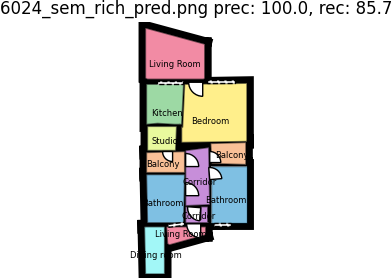 6024_sem_rich_pred.png prec: 100.0, rec: 85.7
Living Room
Kitchen
Bedroom
Studio
Balcony
Balcony
Corridor
Bathroom
Bathroom
Corridor
Living Room
Dining room